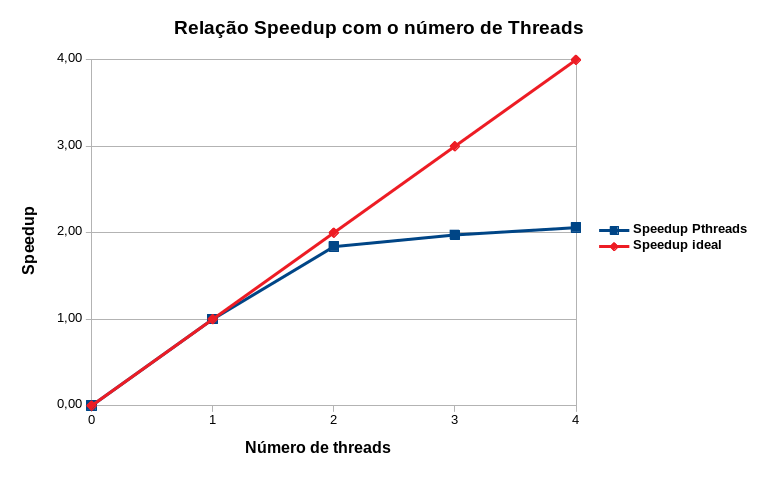 Relação Speedup com o número de Threads
4,00
3,00
2,00
1,00
0,00
0
1
2
3
4
Speedup
Número de threads
Speedup Pthreads
Speedup ideal